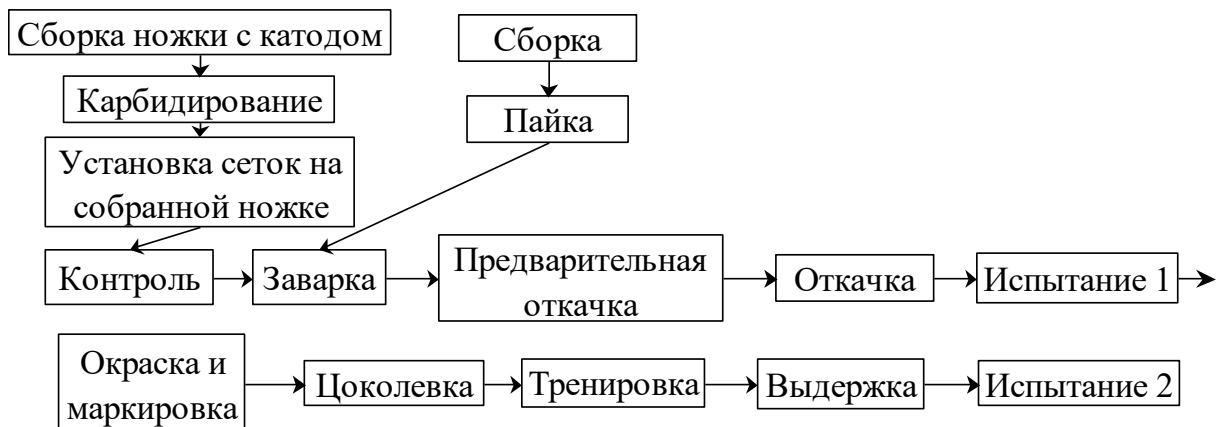 Сборка ножки с катодом
Сборка
Карбидирование
Пайка
Установка сеток на
собранной ножке
Контроль
Заварка
Предварительная
откачка
Откачка
Испытание 1
Окраска и
маркировка
Цоколевка
Тренировка
Выдержка
Испытание 2